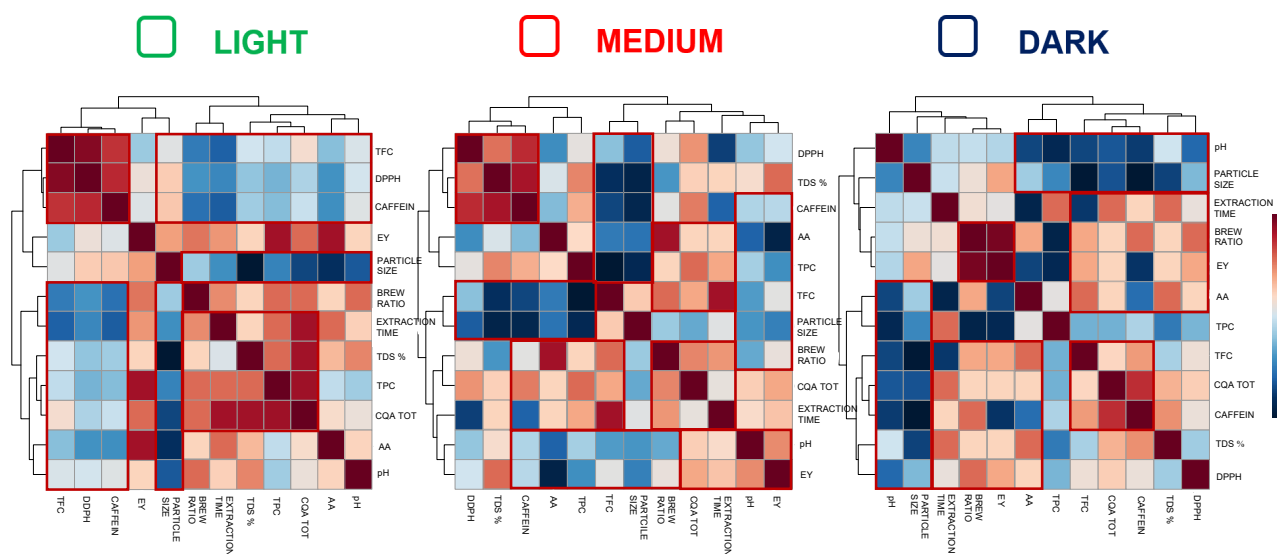 LIGHT
MEDIUM
DARK
TFC
DPPH
CAFFEIN
EY
PARTICLE
SIZE
BREW
RATIO
EXTRACTION
TIME
TDS %
TPC
CQA TOT
AA
pH
TFC
DDPH
CAFFEIN
EY
PARTICLE
SIZE
BREW
RATIO
EXTRACTION
TIME
TDS %
TPC
CQA TOT
AA
pH
DPPH
TDS %
CAFFEIN
AA
TPC
TFC
PARTICLE
SIZE
BREW
RATIO
CQA TOT
EXTRACTION
TIME
pH
EY
DDPH
TDS %
CAFFEIN
AA
TPC
TFC
PARTCILE
SIZE
BREW
RATIO
CQA TOT
EXTRACTION
TIME
pH
EY
pH
PARTICLE
SIZE
EXTRACTION
TIME
BREW
RATIO
EY
AA
TPC
TFC
CQA TOT
CAFFEIN
TDS %
DDPH
pH
PARTICLE
SIZE
EXTRACTION
TIME
BREW
RATIO
EY
AA
TPC
TFC
CQA TOT
CAFFEIN
TDS %
DPPH